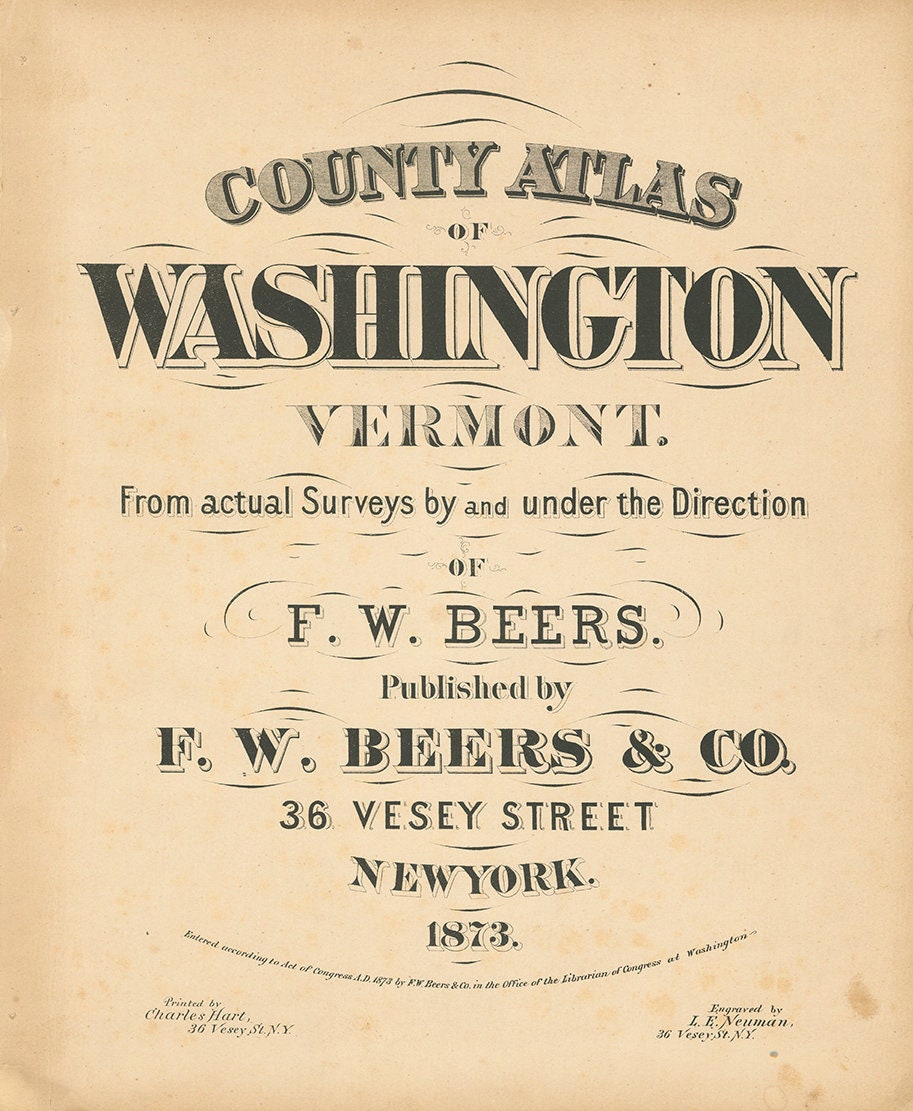 COUNTY ATLAS
OF
WASHINGTON
VERMONT.
From actual Surveys by and under the Direction
OF
F. W. BEERS.
Published by
F. W. BEERS & CO.
36 VESEY STREET
NEW YORK.
1873.
Entered according to Act of Congress A.D. 1873 by F.W. Beers & Co. in the Office of the Librarian of Congress at Washington
Printed by
Charles Hart,
36 Vesey St. N.Y.
Engraved by
L. E. Neuman,
36 Vesey St. N.Y.